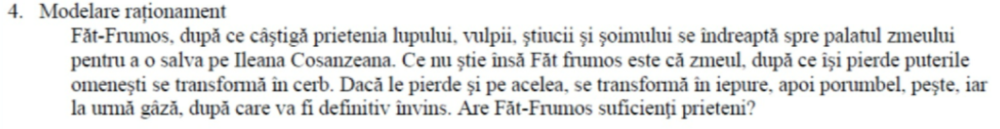 4. Modelare raționament
Făt-Frumos, după ce câștigă prietenia lupului, vulpii, știucii și șoimului se îndreaptă spre palatul zmeului
pentru a o salva pe Ileana Cosanzeana. Ce nu știe însă Făt frumos este că zmeul, după ce își pierde puterile
omenești se transformă în cerb. Dacă le pierde și pe acelea, se transformă în iepure, apoi porumbel, pește, iar
la urmă gâză, după care va fi definitiv învins. Are Făt-Frumos suficienți prieteni?